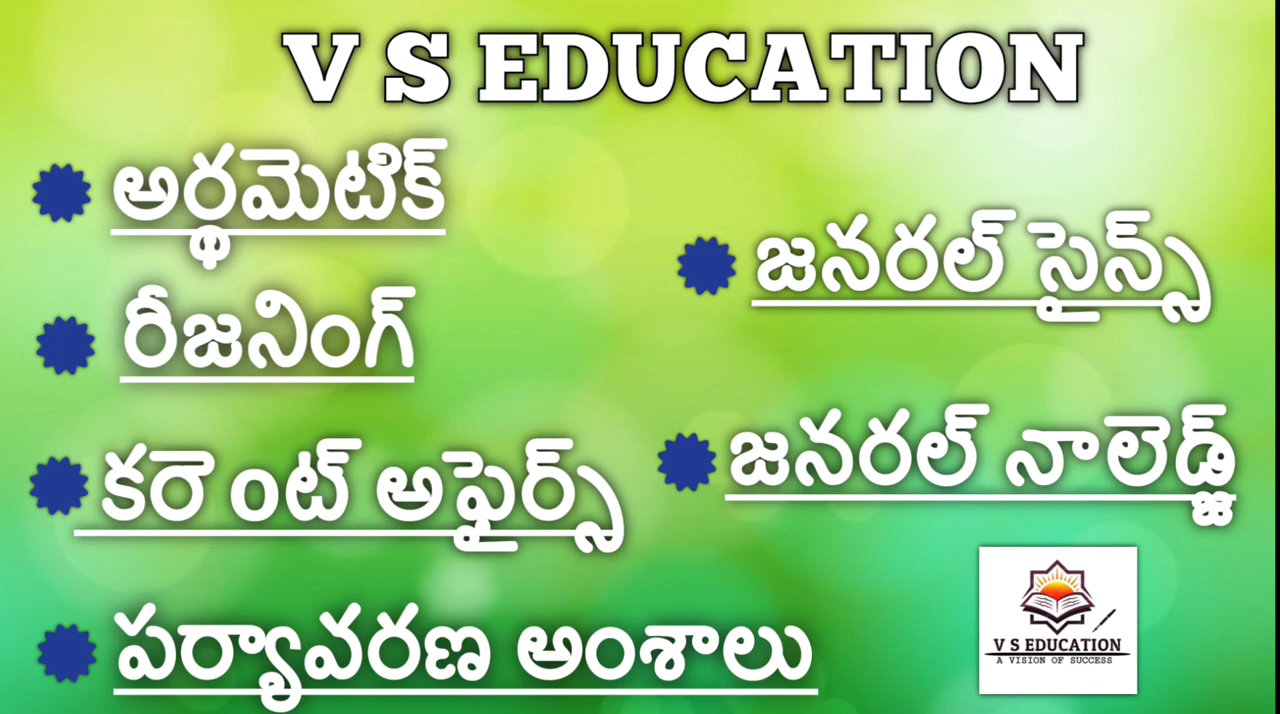 V S EDUCATION
అర్థమెటిక్
రీజనింగ్
కరెంట్ అఫైర్స్
పర్యావరణ అంశాలు
జనరల్ సైన్స్
జనరల్ నాలెడ్జ్
V S EDUCATION
A VISION OF SUCCESS